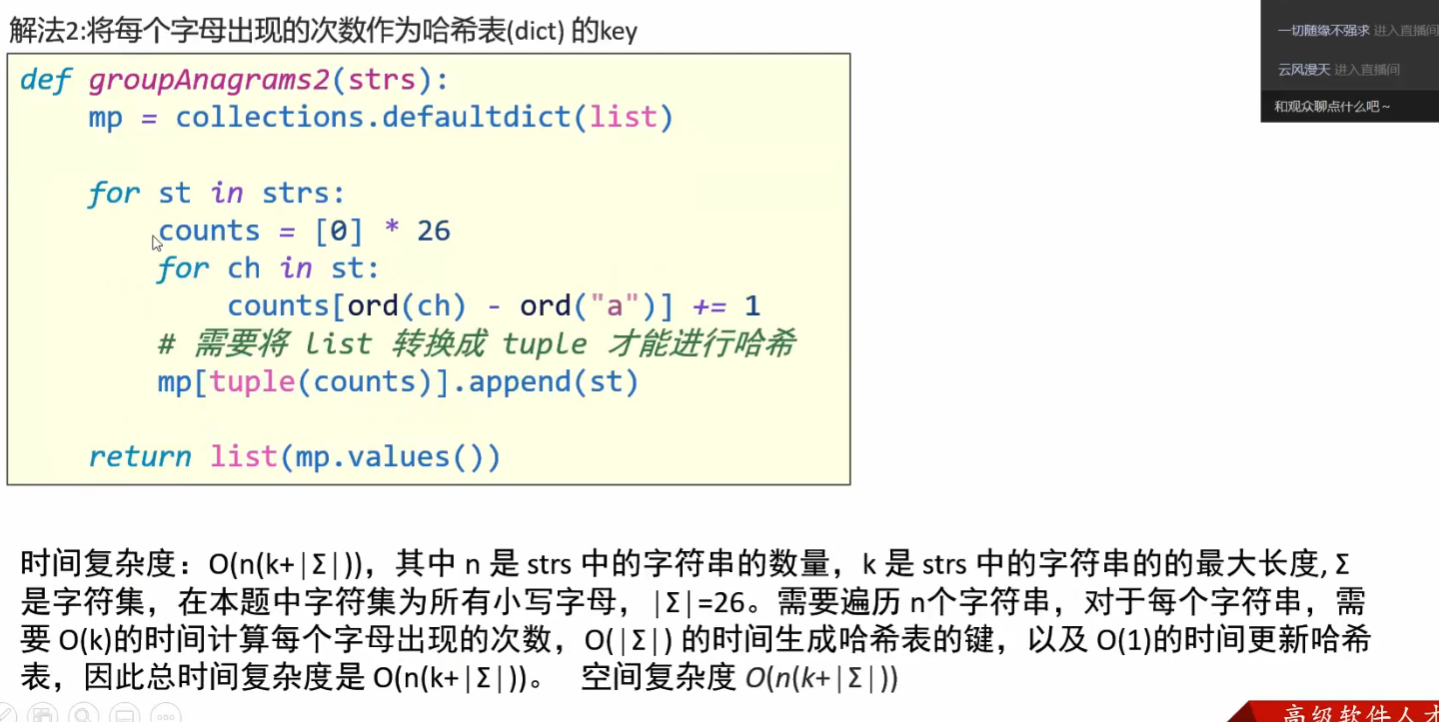 解法2:将每个字母出现的次数作为哈希表(dict) 的key
def groupAnagrams2(strs):
    mp = collections.defaultdict(list)
    for st in strs:
        counts = [0] * 26
        for ch in st:
            counts[ord(ch) - ord("a")] += 1
        # 需要将 list 转换成 tuple 才能进行哈希
        mp[tuple(counts)].append(st)
    return list(mp.values())
时间复杂度：O(n(k+|Σ|))，其中 n 是 strs 中的字符串的数量，k 是 strs 中的字符串的的最大长度, Σ
是字符集，在本题中字符集为所有小写字母，|Σ|=26。需要遍历 n个字符串，对于每个字符串，需
要 O(k)的时间计算每个字母出现的次数，O(|Σ|) 的时间生成哈希表的键，以及 O(1)的时间更新哈希
表，因此总时间复杂度是 O(n(k+|Σ|))。 空间复杂度 O(n(k+|Σ|))
一切随缘不强求 进入直播间
云风漫天 进入直播间
和观众聊点什么吧～
高级软件人才